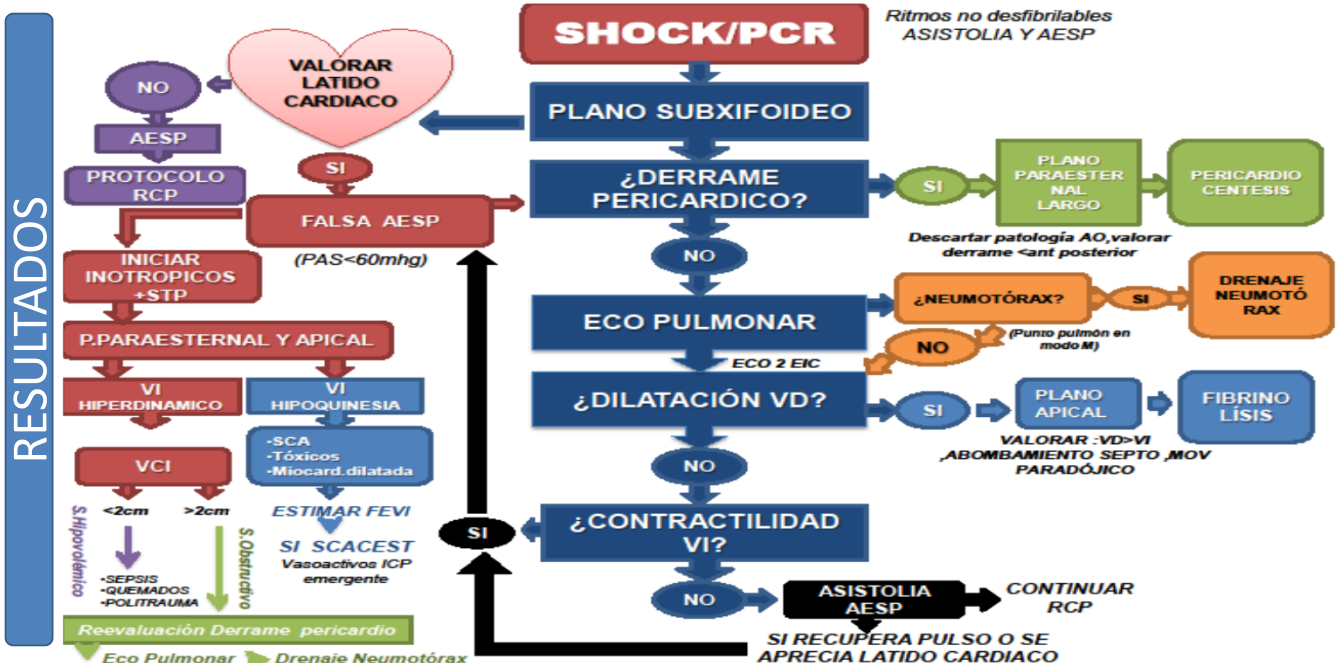 RESULTADOS
SHOCK/PCR
Ritmos no desfibrilables
ASISTOLIA Y AESP
PLANO SUBXIFOIDEO
VALORAR
LATIDO
CARDIACO
NO
AESP
PROTOCOLO
RCP
SI
FALSA AESP
(PAS<60mhg)
INICIAR
INOTROPICOS
+STP
P.PARAESTERNAL Y APICAL
VI
HIPERDINAMICO
VI
HIPOQUINESIA
VCI
-SCA
-Tóxicos
-Miocard.dilatada
<2cm
>2cm
S.Hipovolémico
S.Obstructivo
-SEPSIS
-QUEMADOS
-POLITRAUMA
ESTIMAR FEVI
SI SCACEST
Vasoactivos ICP
emergente
Reevaluación Derrame pericardio
Eco Pulmonar
Drenaje Neumotórax
¿DERRAME
PERICARDICO?
SI
PLANO
PARAESTER
NAL
LARGO
PERICARDIO
CENTESIS
Descartar patología AO,valorar
derrame <ant posterior
NO
ECO PULMONAR
¿NEUMOTÓRAX?
SI
DRENAJE
NEUMOTÓ
RAX
(Punto pulmón en
modo M)
NO
ECO 2 EIC
¿DILATACIÓN VD?
SI
PLANO
APICAL
FIBRINO
LÍSIS
VALORAR :VD>VI
,ABOMBAMIENTO SEPTO ,MOV
PARADÓJICO
NO
¿CONTRACTILIDAD
VI?
SI
NO
ASISTOLIA
AESP
CONTINUAR
RCP
SI RECUPERA PULSO O SE
APRECIA LATIDO CARDIACO